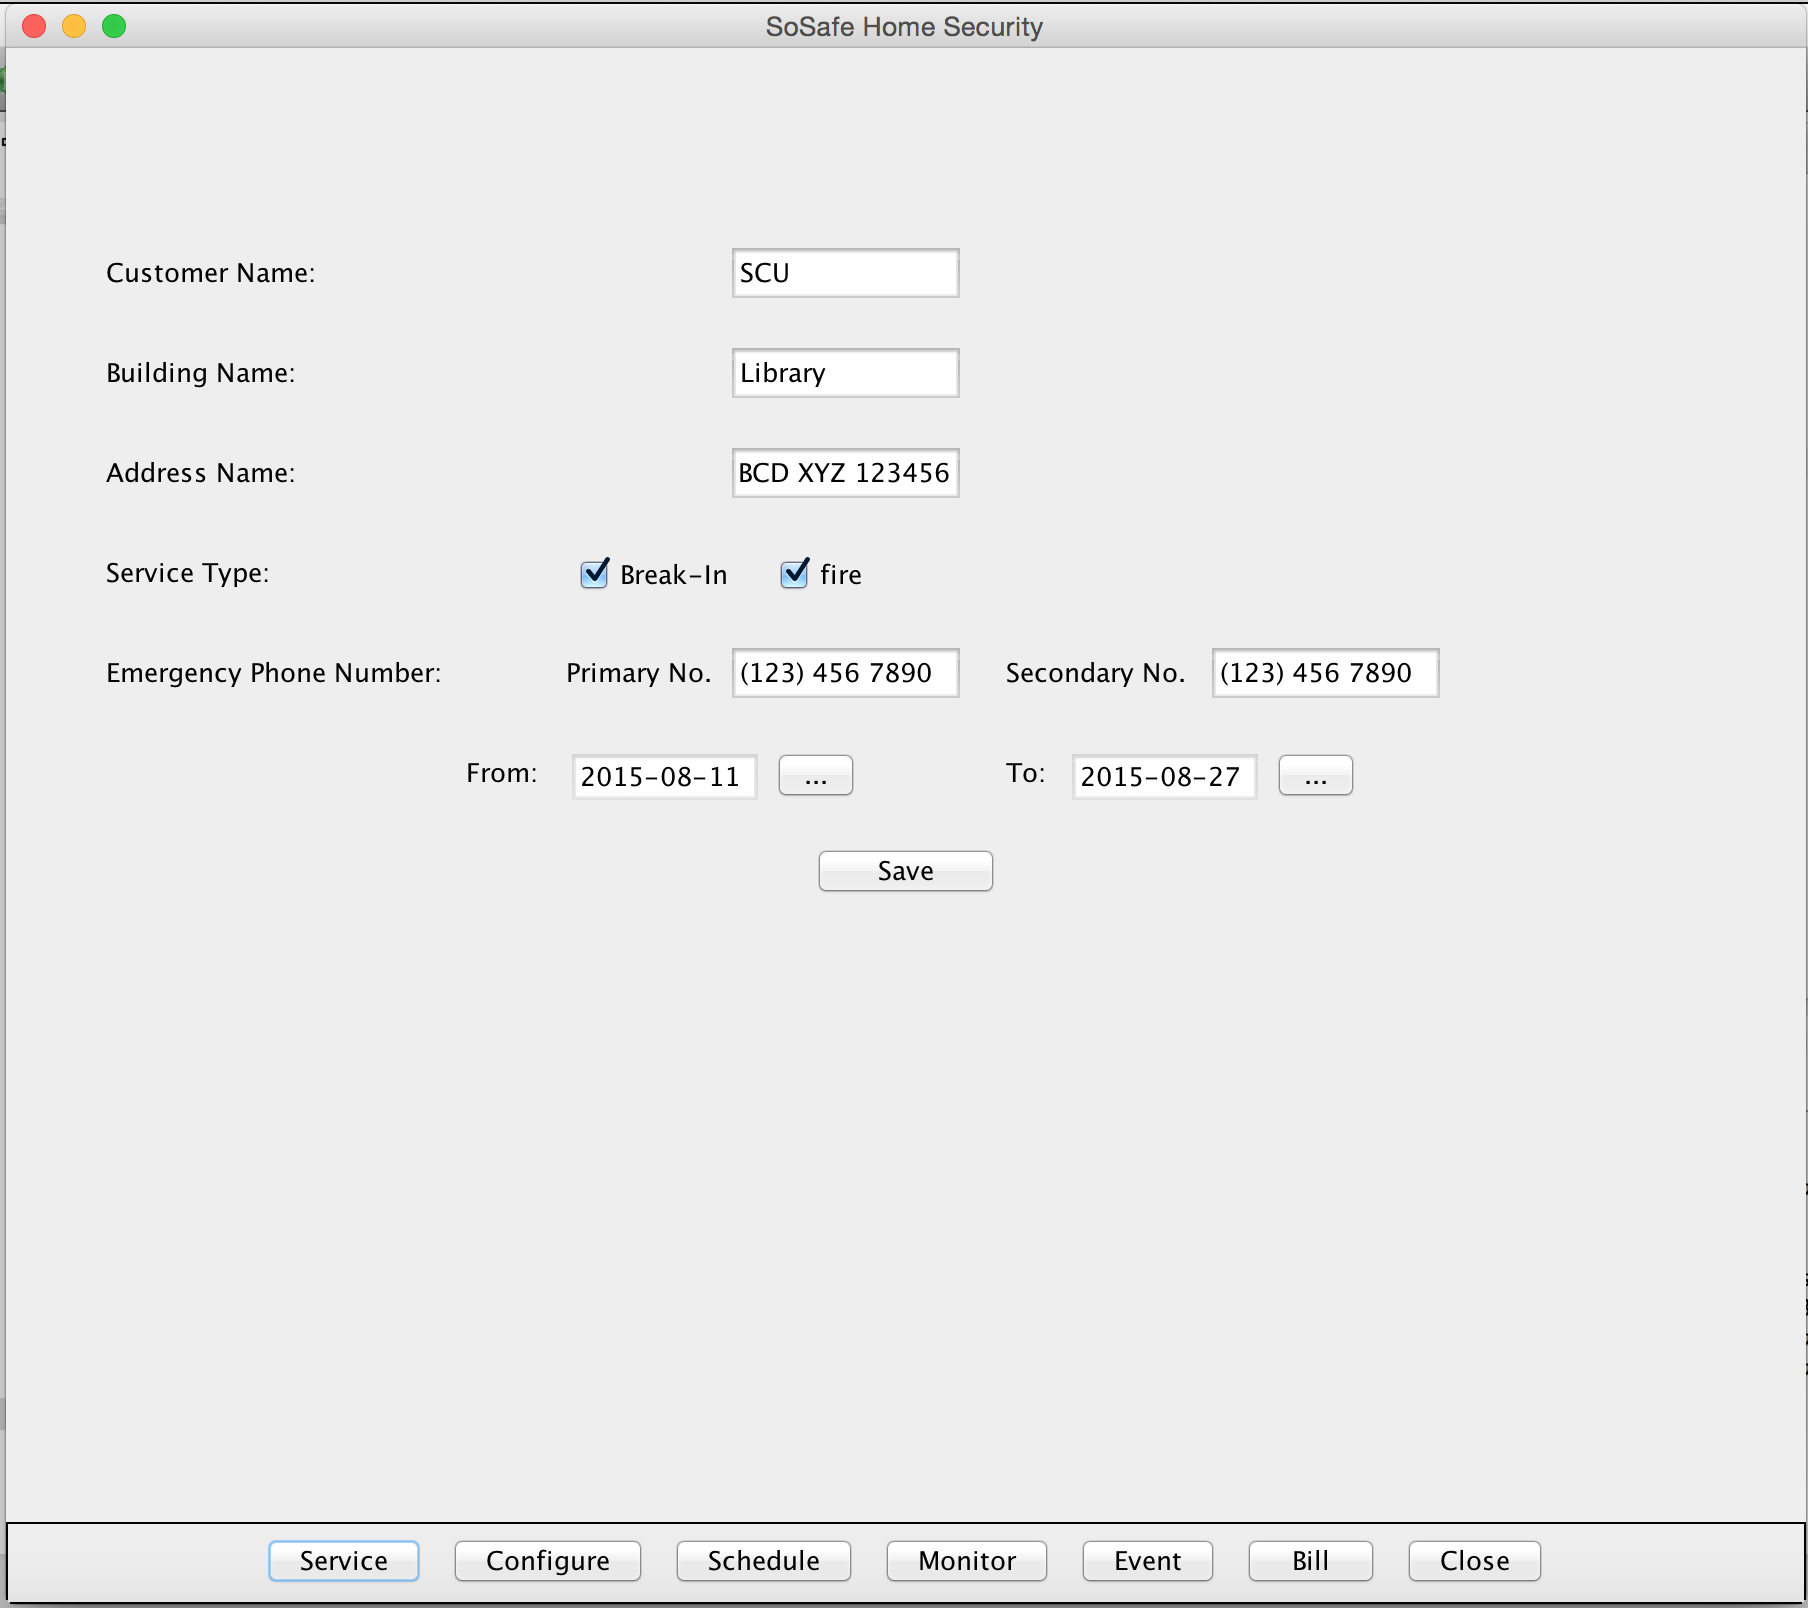 SoSafe Home Security
Customer Name: SCU
Building Name: Library
Address Name: BCD XYZ 123456
Service Type: Break-In fire
Emergency Phone Number: Primary No. (123) 456 7890 Secondary No. (123) 456 7890
From: 2015-08-11 ... To: 2015-08-27 ...
Save
Service Configure Schedule Monitor Event Bill Close